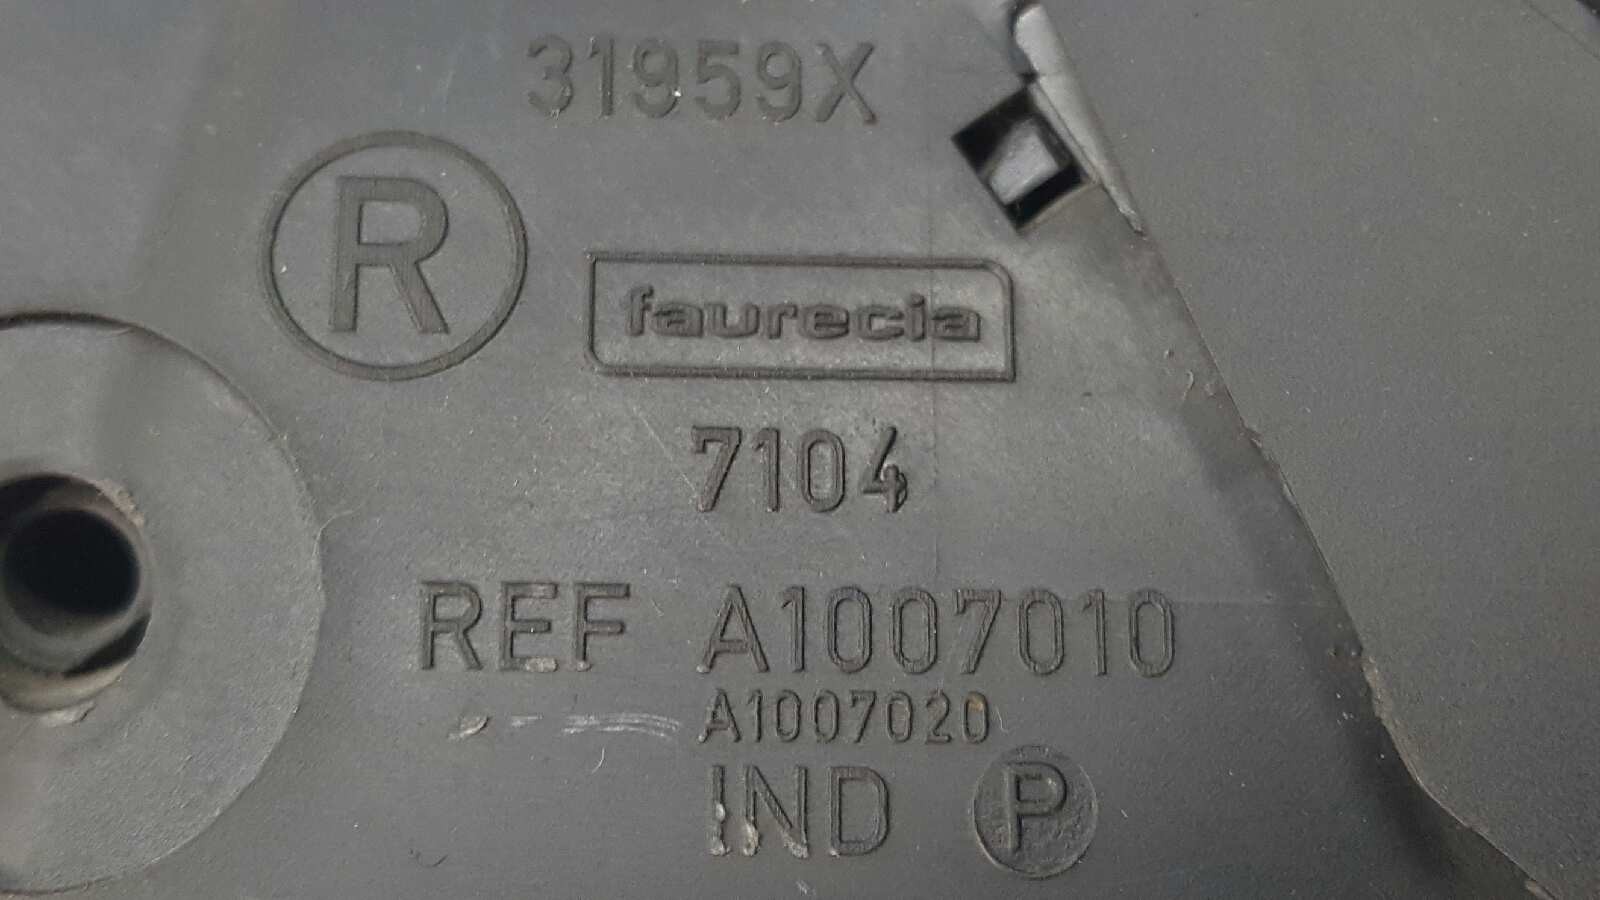 31959X
R
faurecia
7104
REF A1007010
A1007020
IND P